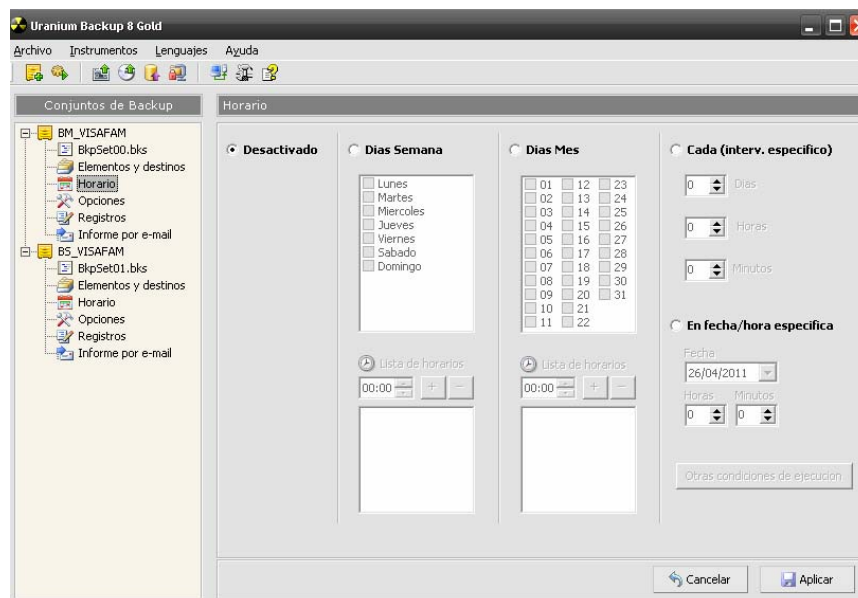 Uranium Backup 8 Gold
Archivo Instrumentos Lenguajes Ayuda
Conjuntos de Backup
BM_VISAFAM
BkpSet00.bks
Elementos y destinos
Horario
Opciones
Registros
Informe por e-mail
BS_VISAFAM
BkpSet01.bks
Elementos y destinos
Horario
Opciones
Registros
Informe por e-mail
Horario
Desactivado
Dias Semana
Lunes
Martes
Miercoles
Jueves
Viernes
Sabado
Domingo
Lista de horarios
00:00 + −
Dias Mes
01 12 23
02 13 24
03 14 25
04 15 26
05 16 27
06 17 28
07 18 29
08 19 30
09 20 31
10 21
11 22
Lista de horarios
00:00 + −
Cada (interv. especifico)
0 Dias
0 Horas
0 Minutos
En fecha/hora especifica
Fecha
26/04/2011
Horas Minutos
0 0
Otras condiciones de ejecucion
Cancelar Aplicar